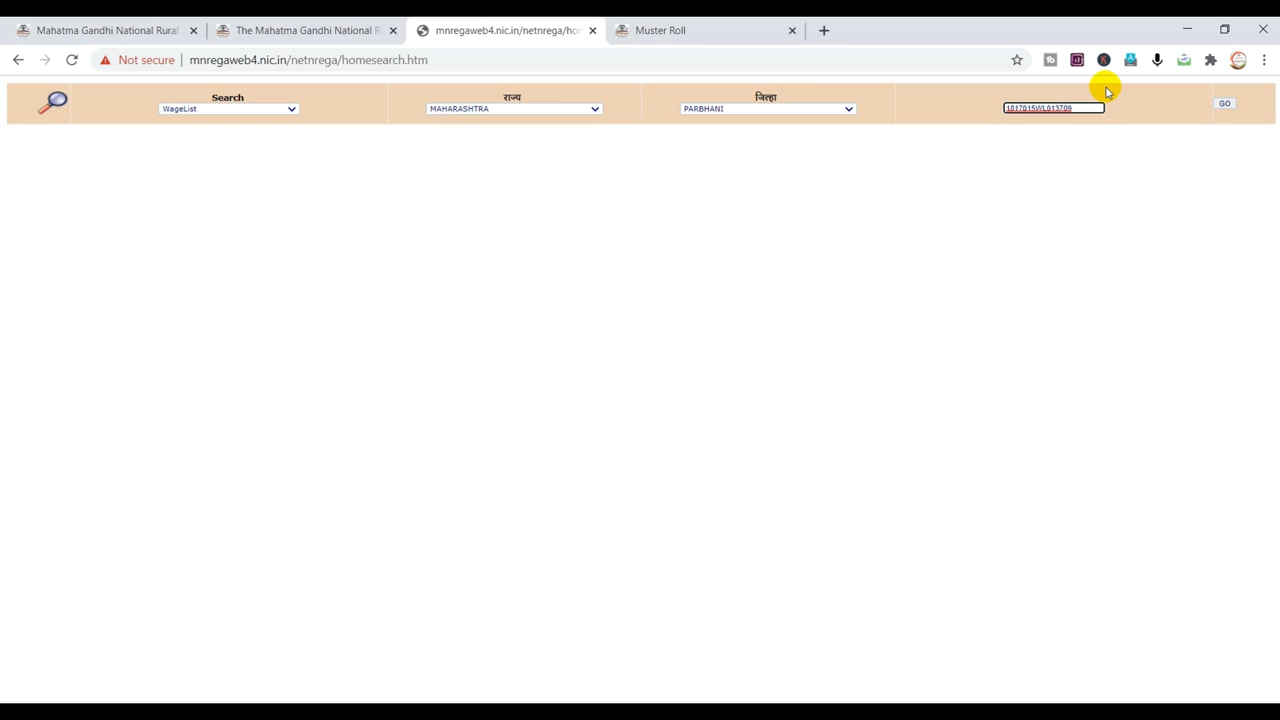 Mahatma Gandhi National Rural
The Mahatma Gandhi National R
mnregaweb4.nic.in/netnrega/ho
Muster Roll
Not secure
mnregaweb4.nic.in/netnrega/homesearch.htm
Search
राज्य
जिल्हा
WageList
MAHARASHTRA
PARBHANI
1817015WL013709
GO